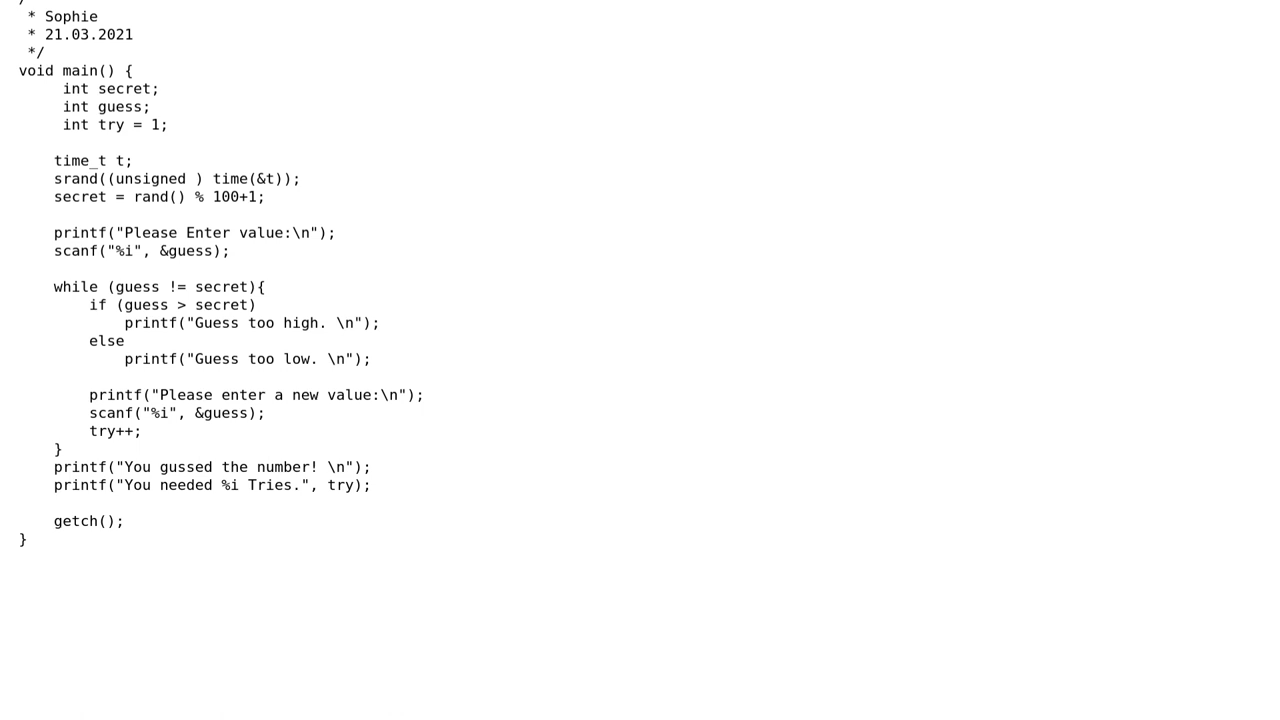 * Sophie
 * 21.03.2021
 */
void main() {
     int secret;
     int guess;
     int try = 1;

    time_t t;
    srand((unsigned ) time(&t));
    secret = rand() % 100+1;

    printf("Please Enter value:\n");
    scanf("%i", &guess);

    while (guess != secret){
        if (guess > secret)
            printf("Guess too high. \n");
        else
            printf("Guess too low. \n");

        printf("Please enter a new value:\n");
        scanf("%i", &guess);
        try++;
    }
    printf("You gussed the number! \n");
    printf("You needed %i Tries.", try);

    getch();
}